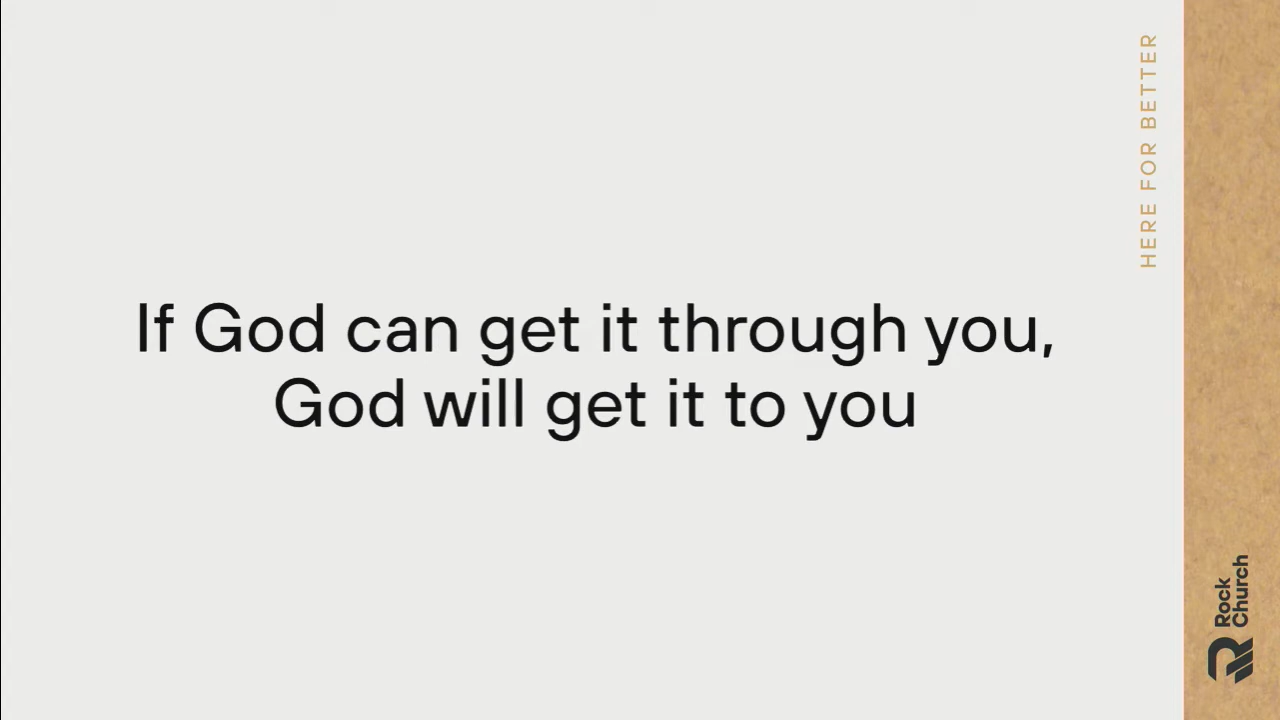 If God can get it through you,
God will get it to you
HERE FOR BETTER
Rock
Church